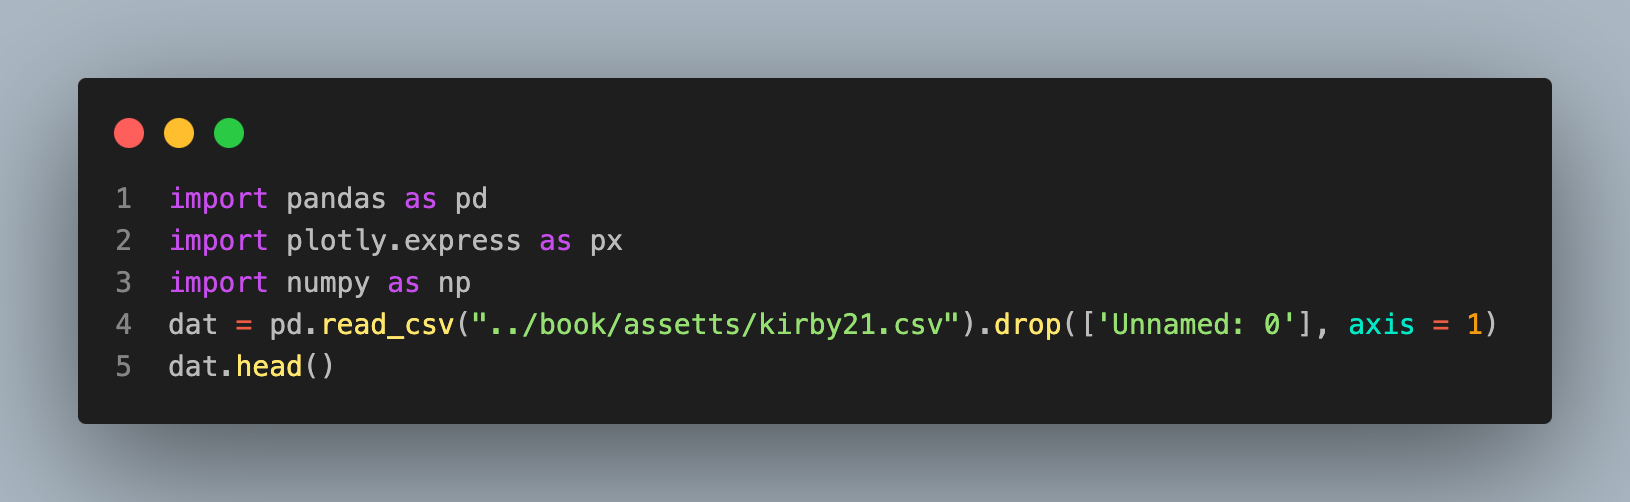 1 import pandas as pd
2 import plotly.express as px
3 import numpy as np
4 dat = pd.read_csv("../book/assetts/kirby21.csv").drop(['Unnamed: 0'], axis = 1)
5 dat.head()